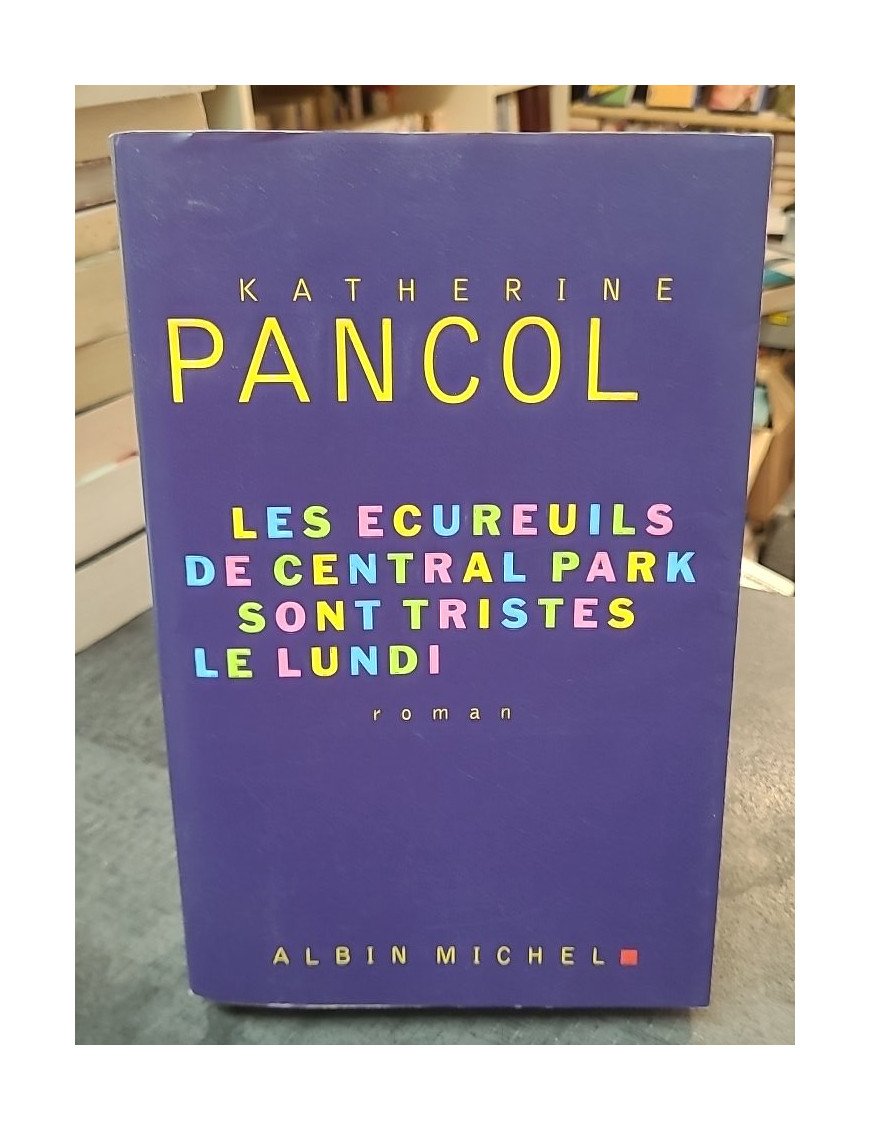 KATHERINE
PANCOL
LES ECUREUILS
DE CENTRAL PARK
SONT TRISTES
LE LUNDI
roman
ALBIN MICHEL